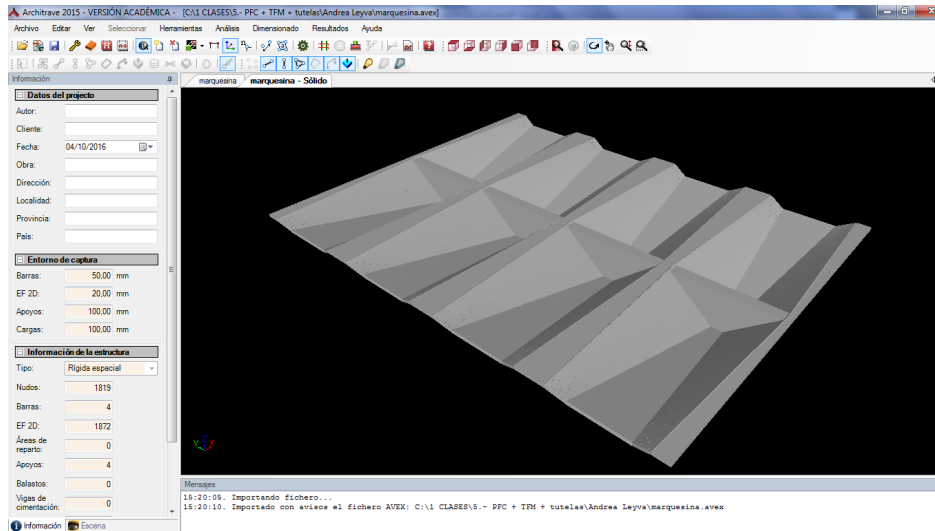 Architrave 2015 - VERSIÓN ACADÉMICA - [C:\1 CLASES\5.- PFC + TFM + tutelas\Andrea Leyva\marquesina.avex]
Archivo Editar Ver Seleccionar Herramientas Análisis Dimensionado Resultados Ayuda
Información
marquesina marquesina - Sólido
Datos del projecto
Autor:
Cliente:
Fecha: 04/10/2016
Obra:
Dirección:
Localidad:
Provincia:
País:
Entorno de captura
Barras: 50,00 mm
EF 2D: 20,00 mm
Apoyos: 100,00 mm
Cargas: 100,00 mm
Información de la estructura
Tipo: Rígida espacial
Nudos: 1819
Barras: 4
EF 2D: 1872
Áreas de
reparto: 0
Apoyos: 4
Balastos: 0
Vigas de
cimentación: 0
Y X
Mensajes
15:20:05. Importando fichero...
15:20:10. Importado con avisos el fichero AVEX: C:\1 CLASES\5.- PFC + TFM + tutelas\Andrea Leyva\marquesina.avex
Información Escena